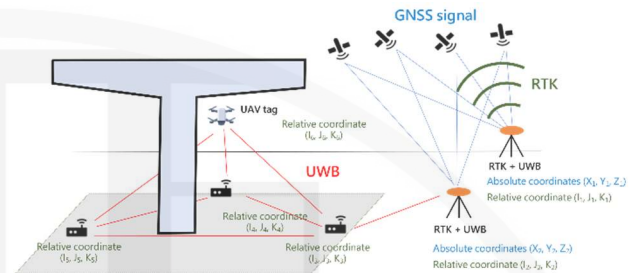 GNSS signal
RTK
UAV tag
Relative coordinate
(I₆, J₆, K₆)
UWB
RTK + UWB
Absolute coordinates (X₁, Y₁, Z₁)
Relative coordinate (I₁, J₁, K₁)
Relative coordinate
(I₄, J₄, K₄)
RTK + UWB
Relative coordinate
(I₅, J₅, K₅)
Relative coordinate
(I₃, J₃, K₃)
Absolute coordinates (X₂, Y₂, Z₂)
Relative coordinate (I₂, J₂, K₂)